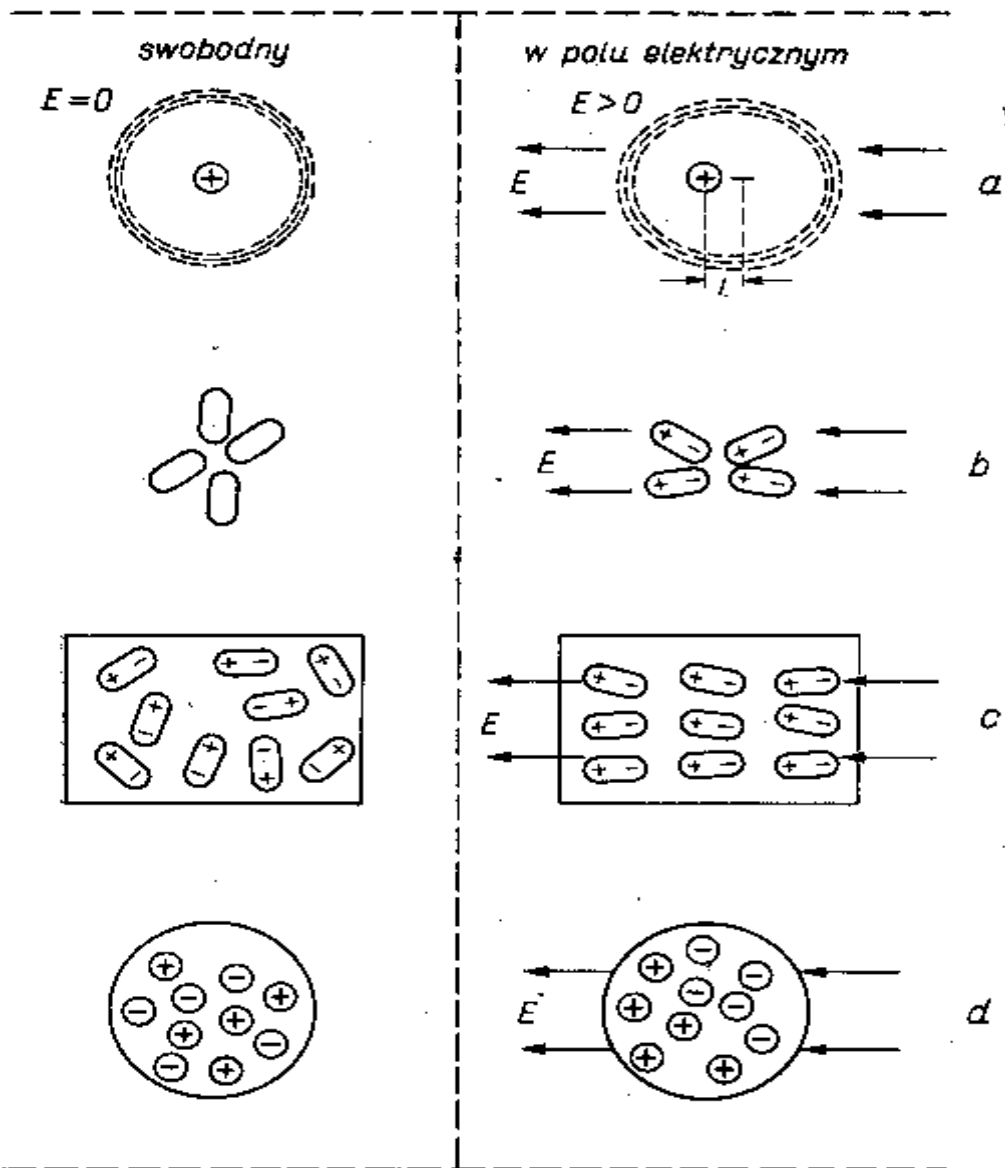 swobodny
w polu elektrycznym
E = 0
E > 0
E
a
+
+ −
L
E
b
+ − + −
+ − + −
E
c
E
d